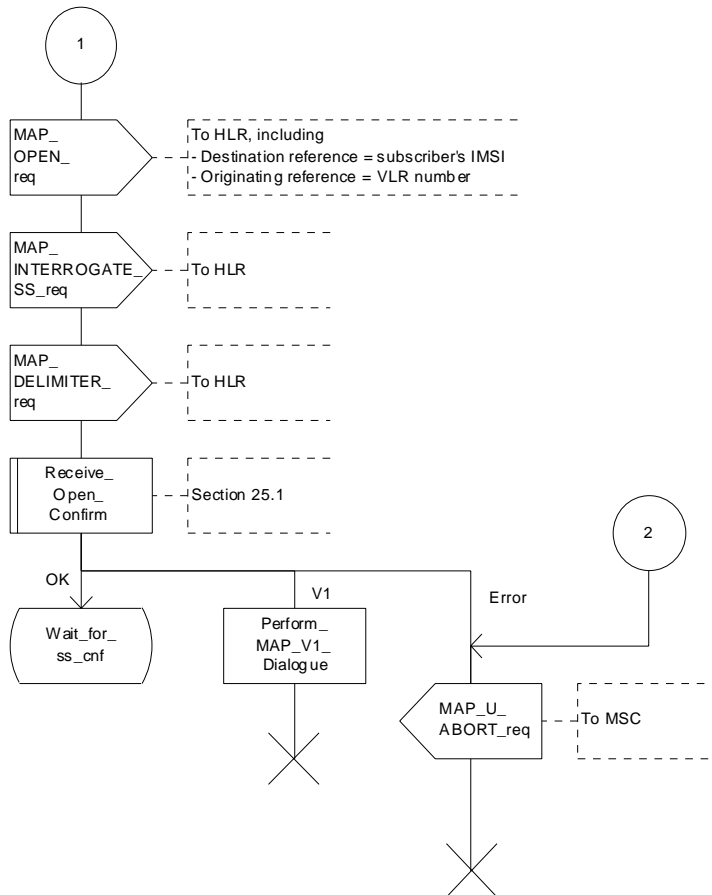 1
MAP_
OPEN_
req
To HLR, including
- Destination reference = subscriber's IMSI
- Originating reference = VLR number
MAP_
INTERROGATE_
SS_req
To HLR
MAP_
DELIMITER_
req
To HLR
Receive_
Open_
Confirm
Section 25.1
2
OK
V1
Error
Wait_for_
ss_cnf
Perform_
MAP_V1_
Dialogue
MAP_U_
ABORT_req
To MSC